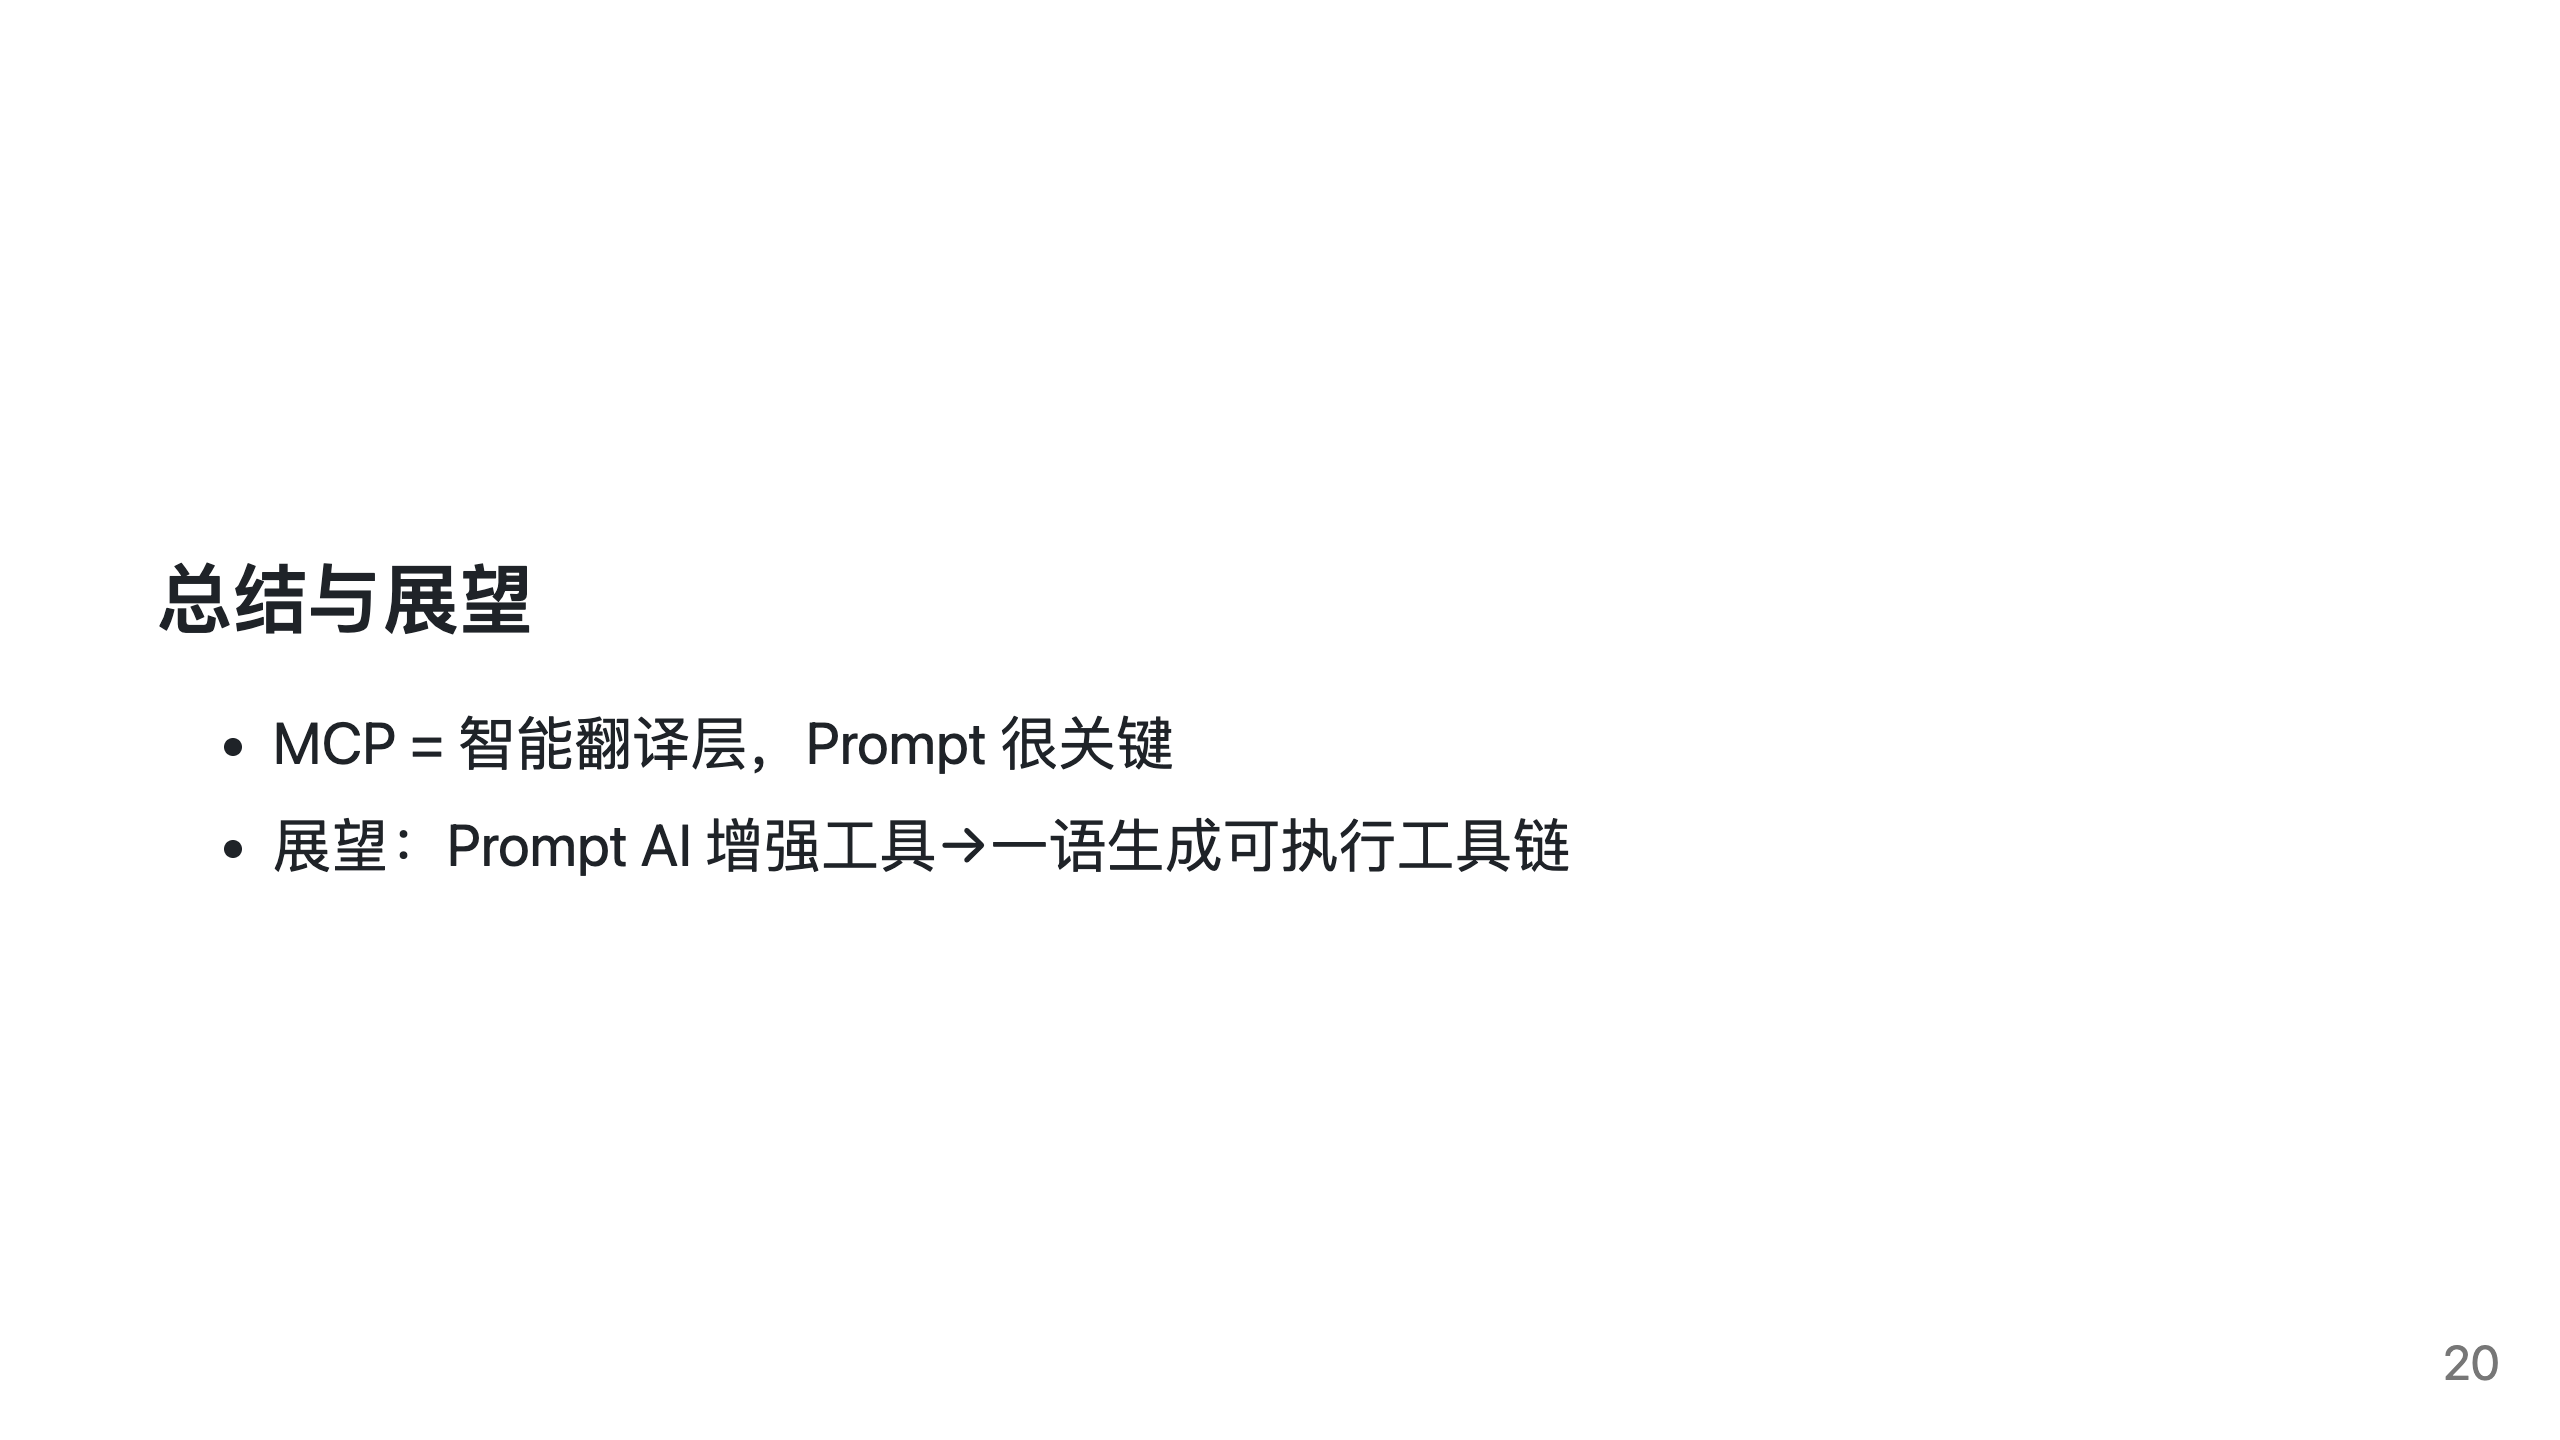 总结与展望
• MCP = 智能翻译层，Prompt 很关键
• 展望：Prompt AI 增强工具→一语生成可执行工具链
20